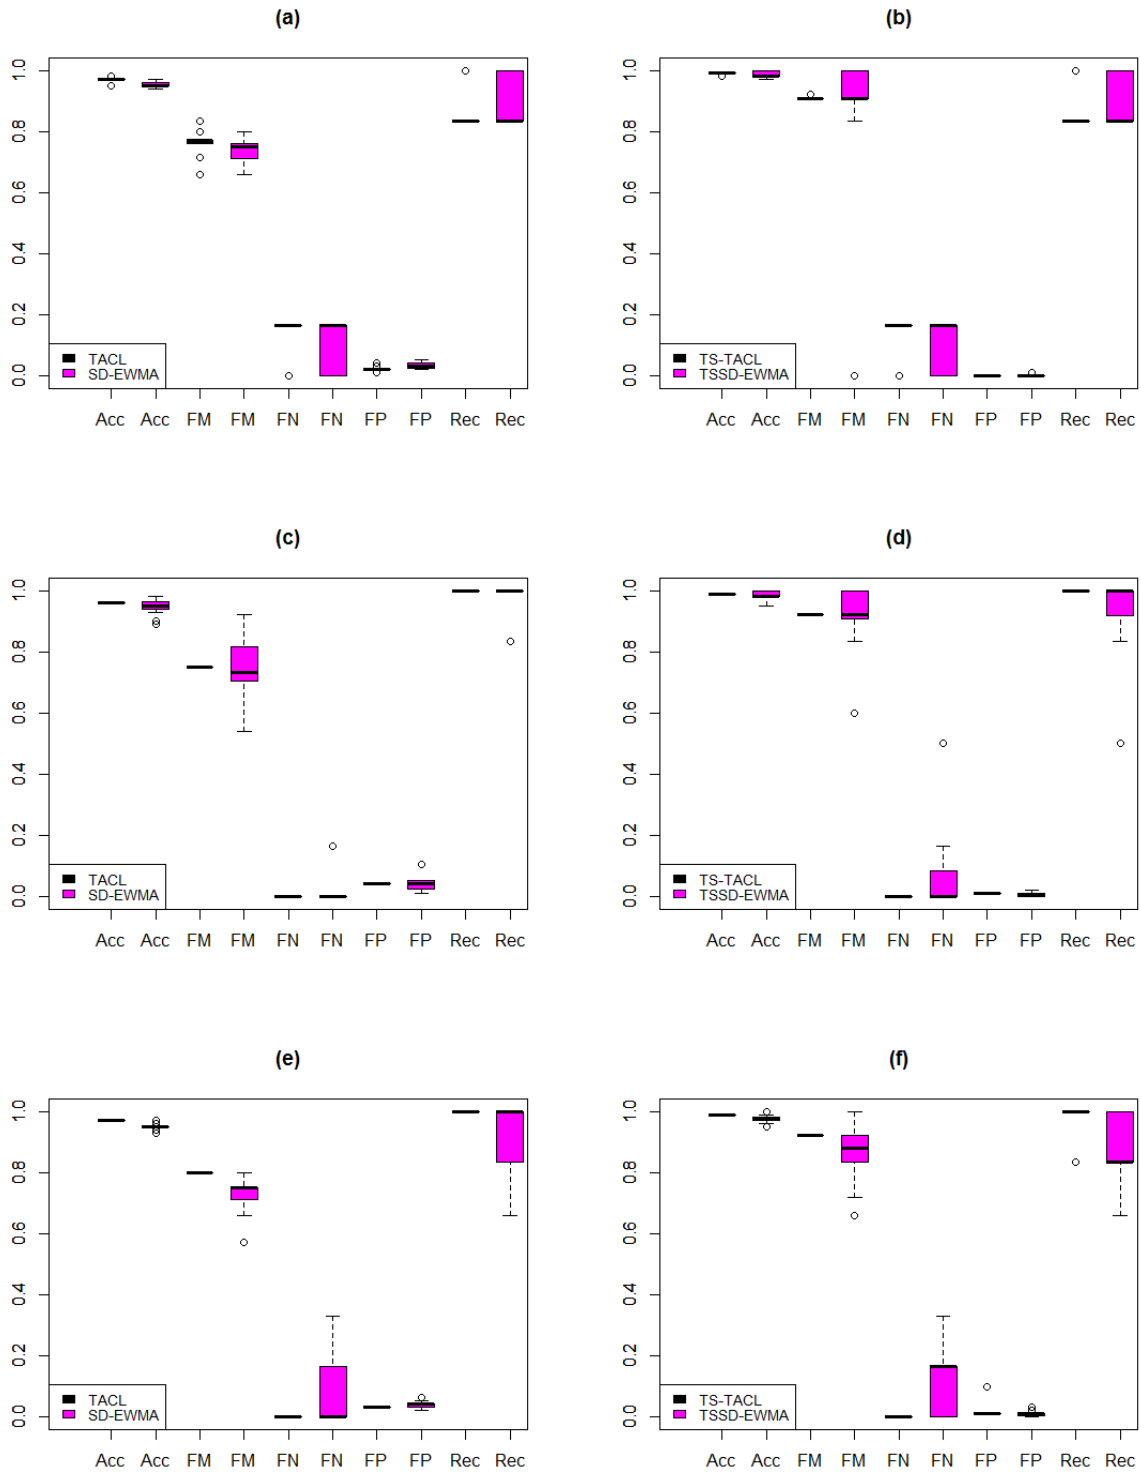 (a)
1.0
0.8
0.6
0.4
0.2
0.0
TACL
SD-EWMA
Acc Acc FM FM FN FN FP FP Rec Rec
(b)
1.0
0.8
0.6
0.4
0.2
0.0
TS-TACL
TSSD-EWMA
Acc Acc FM FM FN FN FP FP Rec Rec
(c)
1.0
0.8
0.6
0.4
0.2
0.0
TACL
SD-EWMA
Acc Acc FM FM FN FN FP FP Rec Rec
(d)
1.0
0.8
0.6
0.4
0.2
0.0
TS-TACL
TSSD-EWMA
Acc Acc FM FM FN FN FP FP Rec Rec
(e)
1.0
0.8
0.6
0.4
0.2
0.0
TACL
SD-EWMA
Acc Acc FM FM FN FN FP FP Rec Rec
(f)
1.0
0.8
0.6
0.4
0.2
0.0
TS-TACL
TSSD-EWMA
Acc Acc FM FM FN FN FP FP Rec Rec